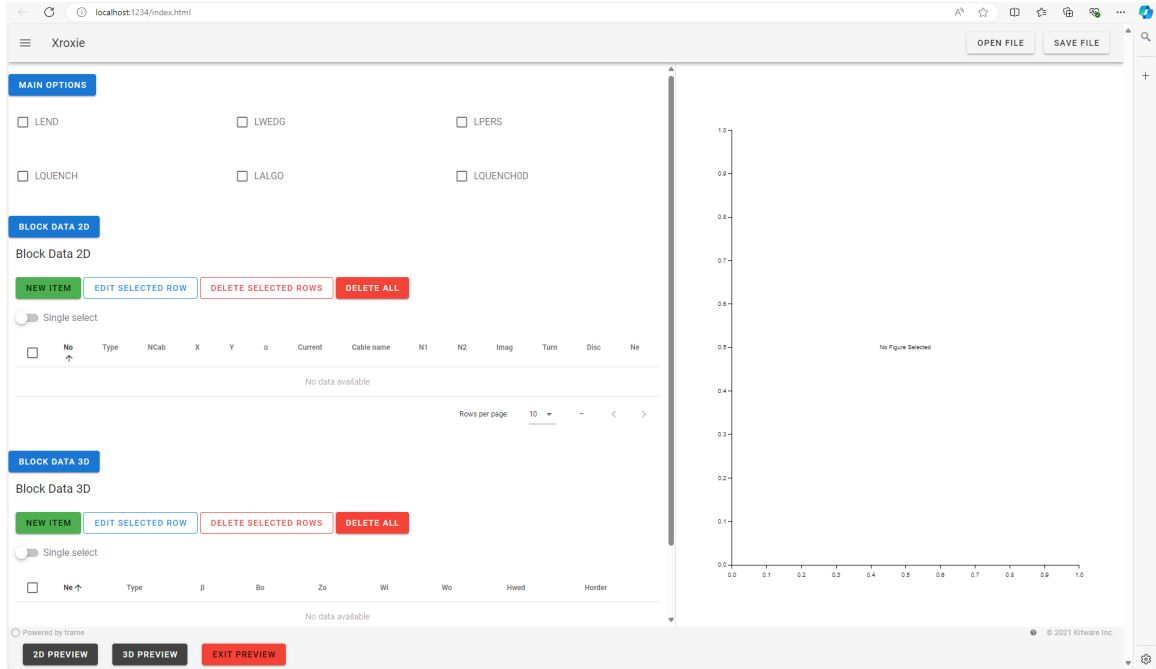 localhost:1234/index.html
Xroxie
OPEN FILE SAVE FILE
MAIN OPTIONS
LEND LWEDG LPERS
LQUENCH LALGO LQUENCH0D
BLOCK DATA 2D
Block Data 2D
NEW ITEM EDIT SELECTED ROW DELETE SELECTED ROWS DELETE ALL
Single select
No Type NCab X Y α Current Cable name N1 N2 Imag Turn Disc Ne
No data available
Rows per page: 10 –
BLOCK DATA 3D
Block Data 3D
NEW ITEM EDIT SELECTED ROW DELETE SELECTED ROWS DELETE ALL
Single select
Ne Type β Bo Zo Wi Wo Hwed Horder
No data available
1.0
0.9
0.8
0.7
0.6
0.5
No Figure Selected
0.4
0.3
0.2
0.1
0.0
0.0 0.1 0.2 0.3 0.4 0.5 0.6 0.7 0.8 0.9 1.0
Powered by trame
© 2021 Kitware Inc.
2D PREVIEW 3D PREVIEW EXIT PREVIEW